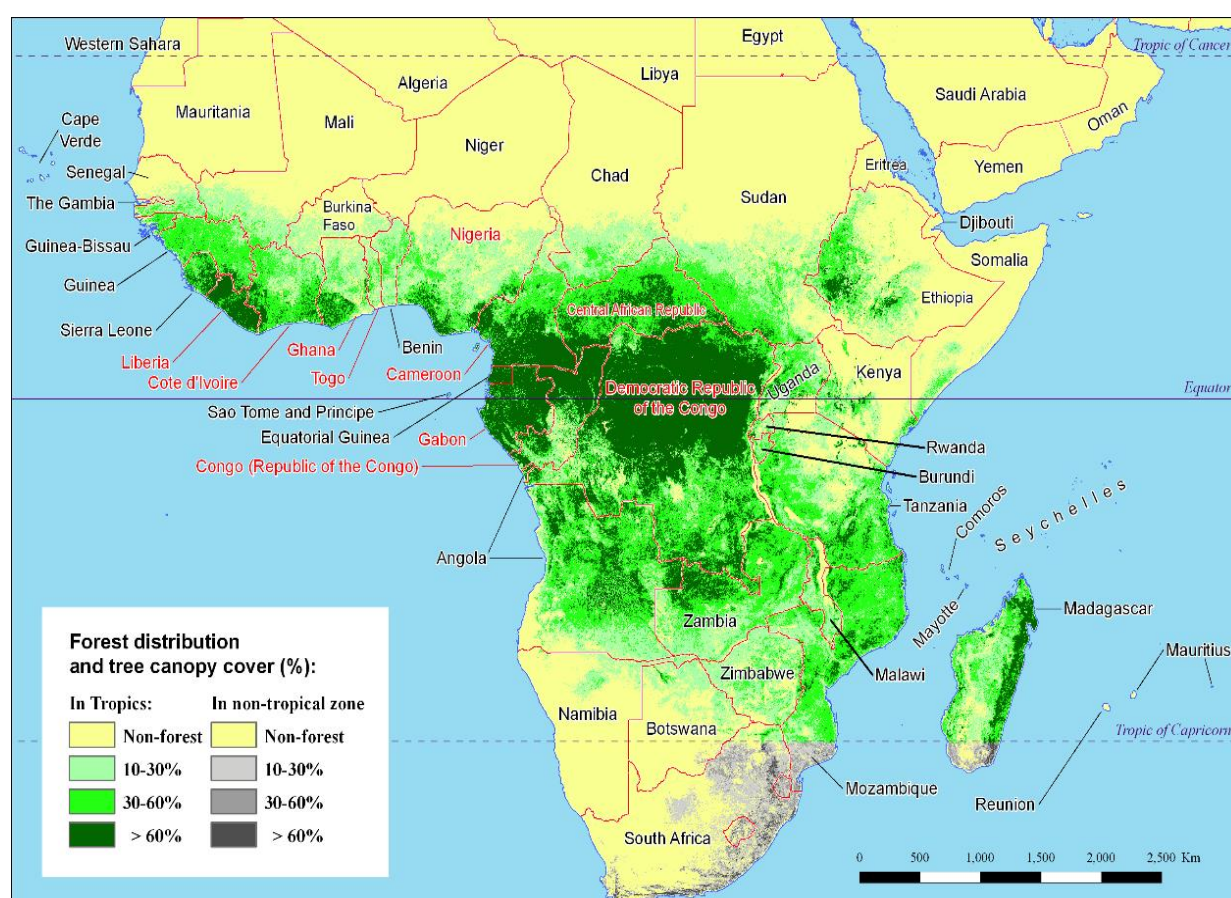 Western Sahara
Egypt
Tropic of Cancer
Algeria
Libya
Saudi Arabia
Oman
Mauritania
Mali
Niger
Chad
Sudan
Eritrea
Yemen
Cape
Verde
Senegal
The Gambia
Burkina
Faso
Nigeria
Djibouti
Guinea-Bissau
Somalia
Guinea
Ethiopia
Sierra Leone
Central African Republic
Liberia
Ghana
Benin
Cote d'Ivoire
Togo
Cameroon
Uganda
Kenya
Democratic Republic
of the Congo
Equator
Sao Tome and Principe
Equatorial Guinea
Gabon
Rwanda
Congo (Republic of the Congo)
Burundi
Tanzania
Comoros
Seychelles
Angola
Mayotte
Madagascar
Zambia
Malawi
Mauritius
Zimbabwe
Namibia
Botswana
Tropic of Capricorn
Mozambique
Reunion
South Africa
Forest distribution
and tree canopy cover (%):
In Tropics: In non-tropical zone
Non-forest Non-forest
10-30% 10-30%
30-60% 30-60%
> 60% > 60%
0 500 1,000 1,500 2,000 2,500 Km